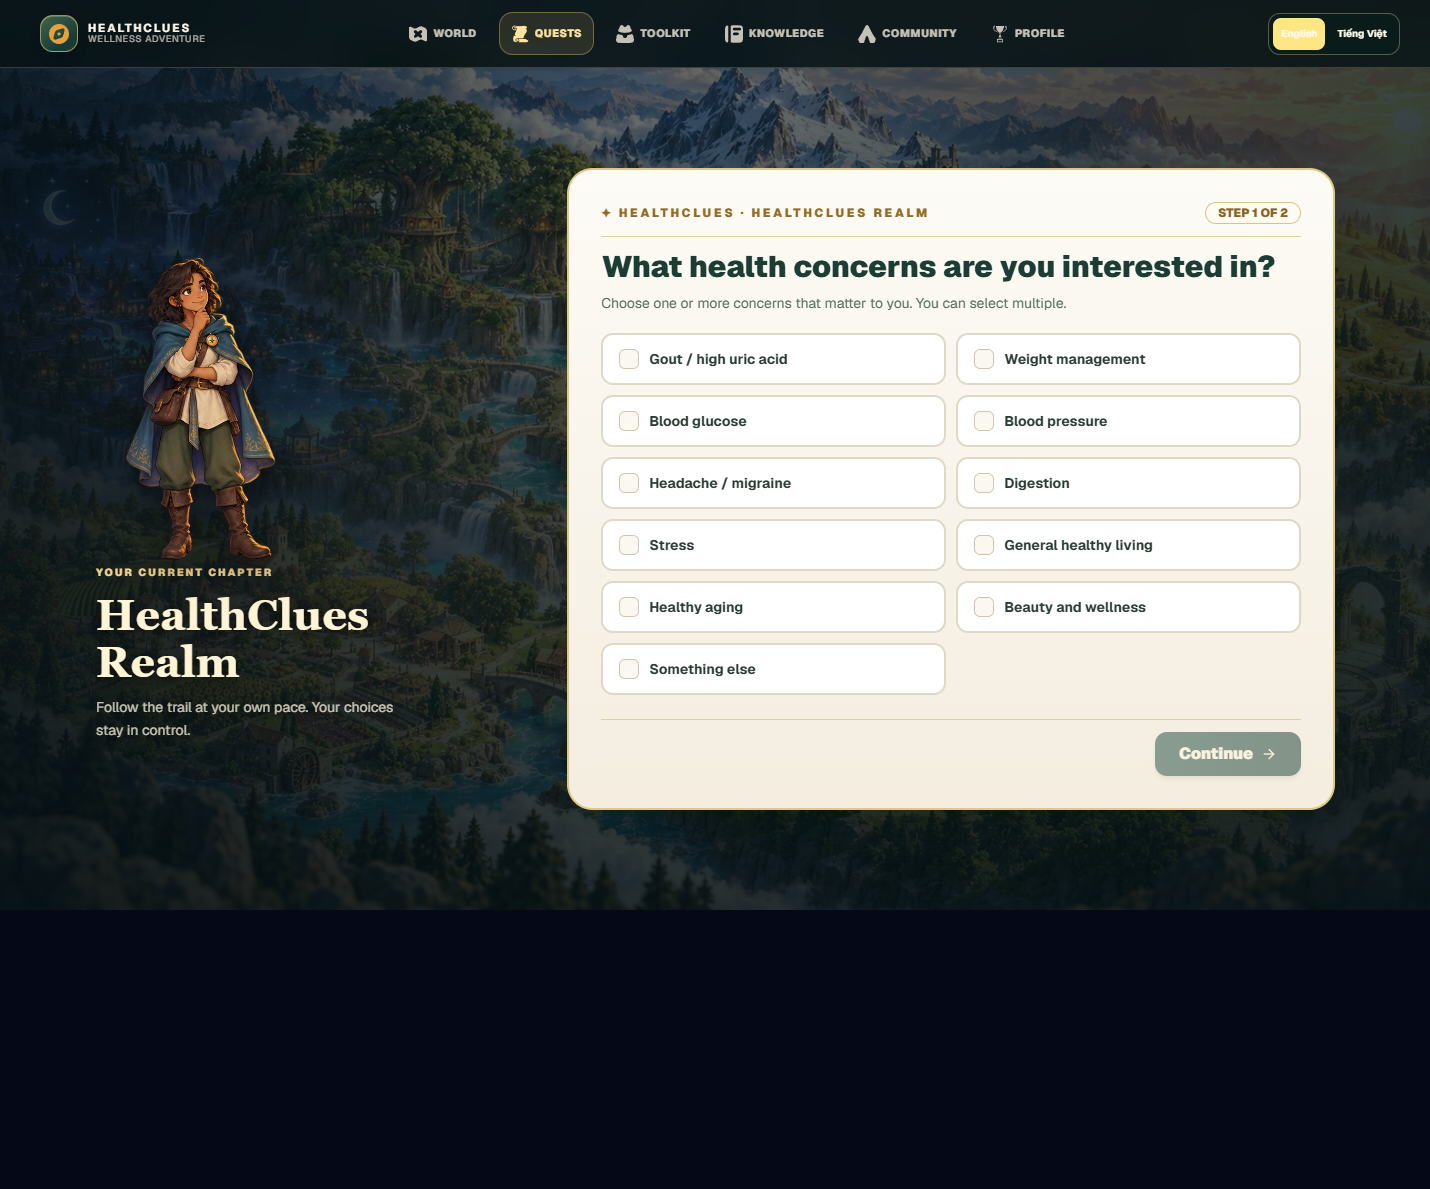 HEALTHCLUES
WELLNESS ADVENTURE
WORLD
QUESTS
TOOLKIT
KNOWLEDGE
COMMUNITY
PROFILE
English
Tiếng Việt
✦ HEALTHCLUES · HEALTHCLUES REALM
STEP 1 OF 2
What health concerns are you interested in?
Choose one or more concerns that matter to you. You can select multiple.
Gout / high uric acid
Weight management
Blood glucose
Blood pressure
Headache / migraine
Digestion
Stress
General healthy living
Healthy aging
Beauty and wellness
Something else
Continue →
YOUR CURRENT CHAPTER
HealthClues
Realm
Follow the trail at your own pace. Your choices
stay in control.